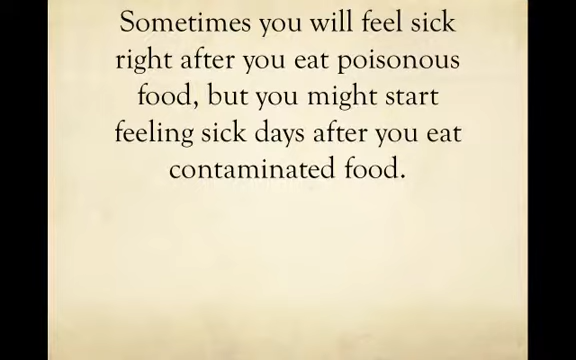 Sometimes you will feel sick
right after you eat poisonous
food, but you might start
feeling sick days after you eat
contaminated food.